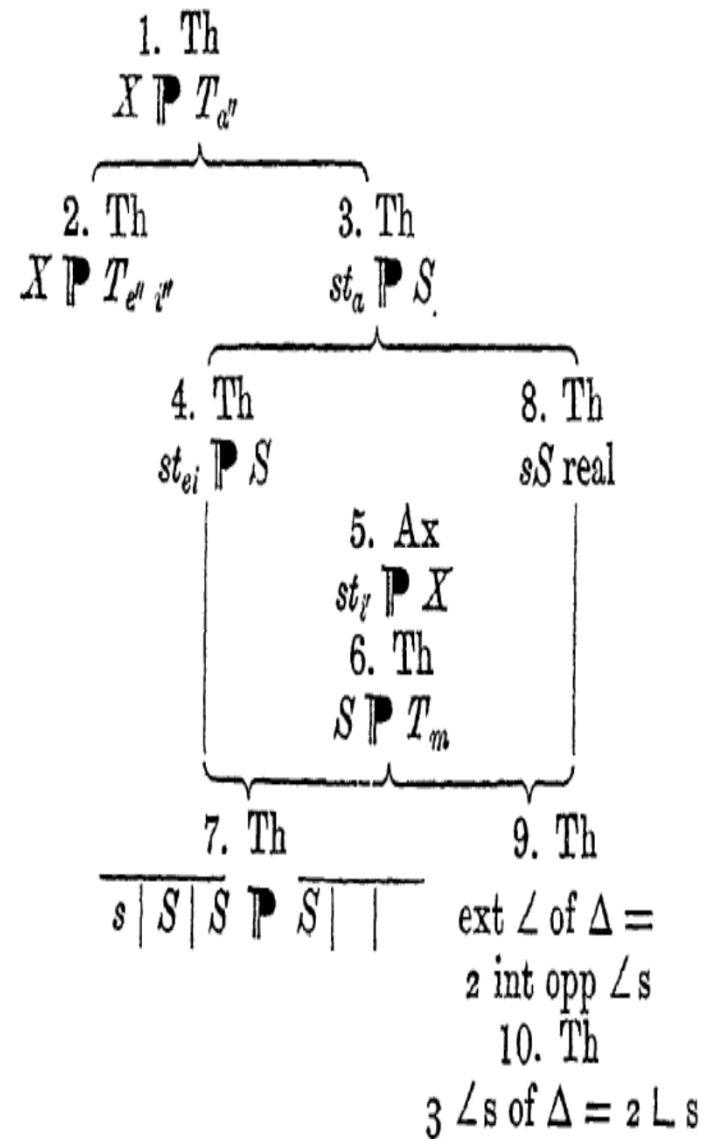 1. Th
X ℙ T_a″
2. Th
X ℙ T_e″ i″
3. Th
st_a ℙ S
4. Th
st_ei ℙ S
8. Th
sS real
5. Ax
st_i′ ℙ X
6. Th
S ℙ T_m
7. Th
s | S | S ℙ S | |
9. Th
ext ∠ of Δ =
2 int opp ∠s
10. Th
3 ∠s of Δ = 2 ∟s